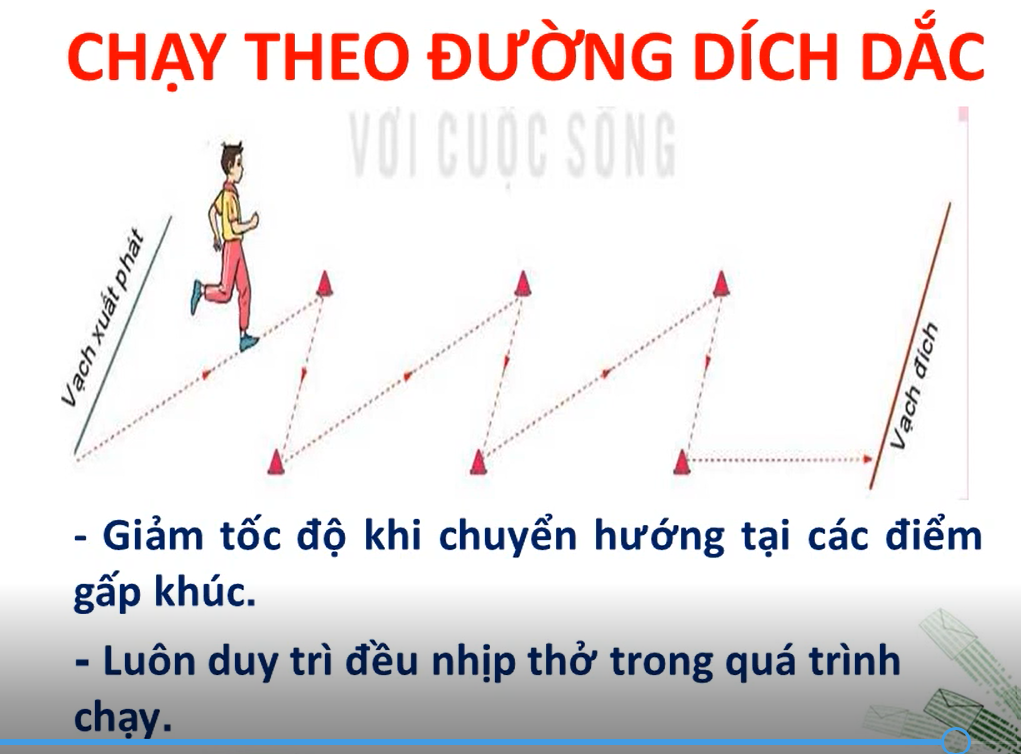 CHẠY THEO ĐƯỜNG DÍCH DẮC
VỚI CUỘC SỐNG
Vạch xuất phát
Vạch đích
- Giảm tốc độ khi chuyển hướng tại các điểm
gấp khúc.
- Luôn duy trì đều nhịp thở trong quá trình
chạy.